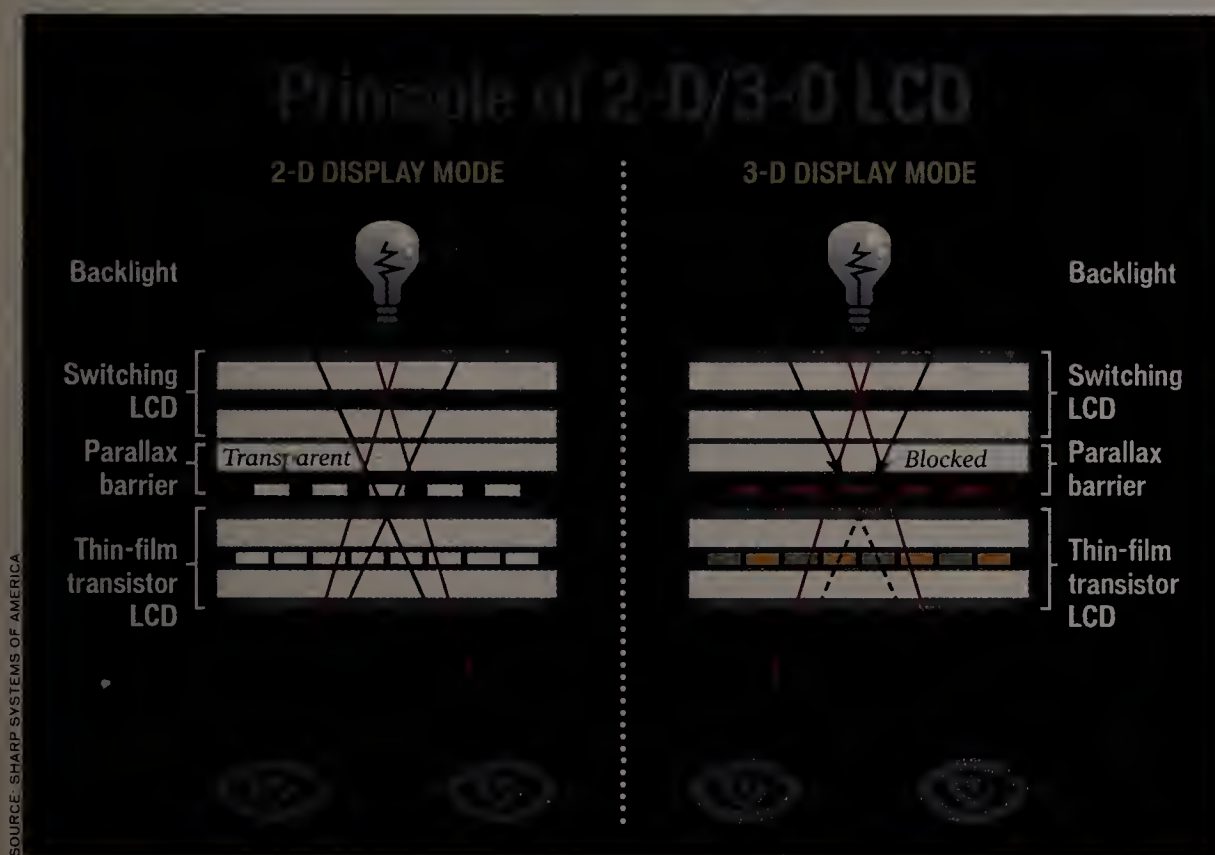 Principle of 2-D/3-D LCD
2-D DISPLAY MODE
Backlight
Switching
LCD
Parallax
barrier
Transparent
Thin-film
transistor
LCD
3-D DISPLAY MODE
Backlight
Switching
LCD
Parallax
barrier
Blocked
Thin-film
transistor
LCD
SOURCE: SHARP SYSTEMS OF AMERICA